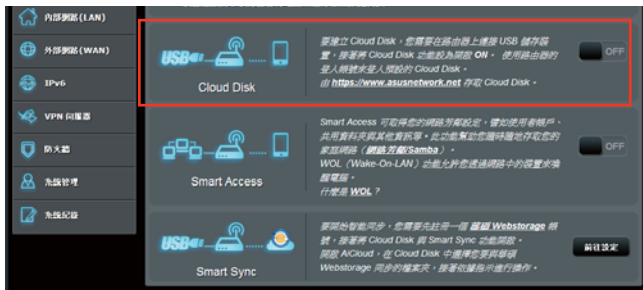 內部網路(LAN)
外部網路(WAN)
IPv6
VPN 伺服器
防火牆
系統管理
系統紀錄
USB
Cloud Disk
要建立 Cloud Disk，您需要在路由器上連接 USB 儲存裝
置，接著將 Cloud Disk 功能設為開啟 ON。 使用路由器的
登入帳號來登入預設的 Cloud Disk。
由 https://www.asusnetwork.net 存取 Cloud Disk。
OFF
Smart Access
Smart Access 可取得您的網路芳鄰設定，譬如使用者帳戶、
共用資料夾與其他資訊等。此功能幫助您隨時隨地存取您的
家庭網路（網路芳鄰/Samba）。
WOL（Wake-On-LAN）功能允許您透過網路中的裝置來喚
醒電腦。
什麼是 WOL？
OFF
USB
Smart Sync
要開始智能同步，您需要先註冊一個 華碩 Webstorage 帳
號，接著將 Cloud Disk 與 Smart Sync 功能開啟。
開啟 AiCloud，在 Cloud Disk 中選擇您要與華碩
Webstorage 同步的檔案夾，接著依據指示進行操作。
前往設定